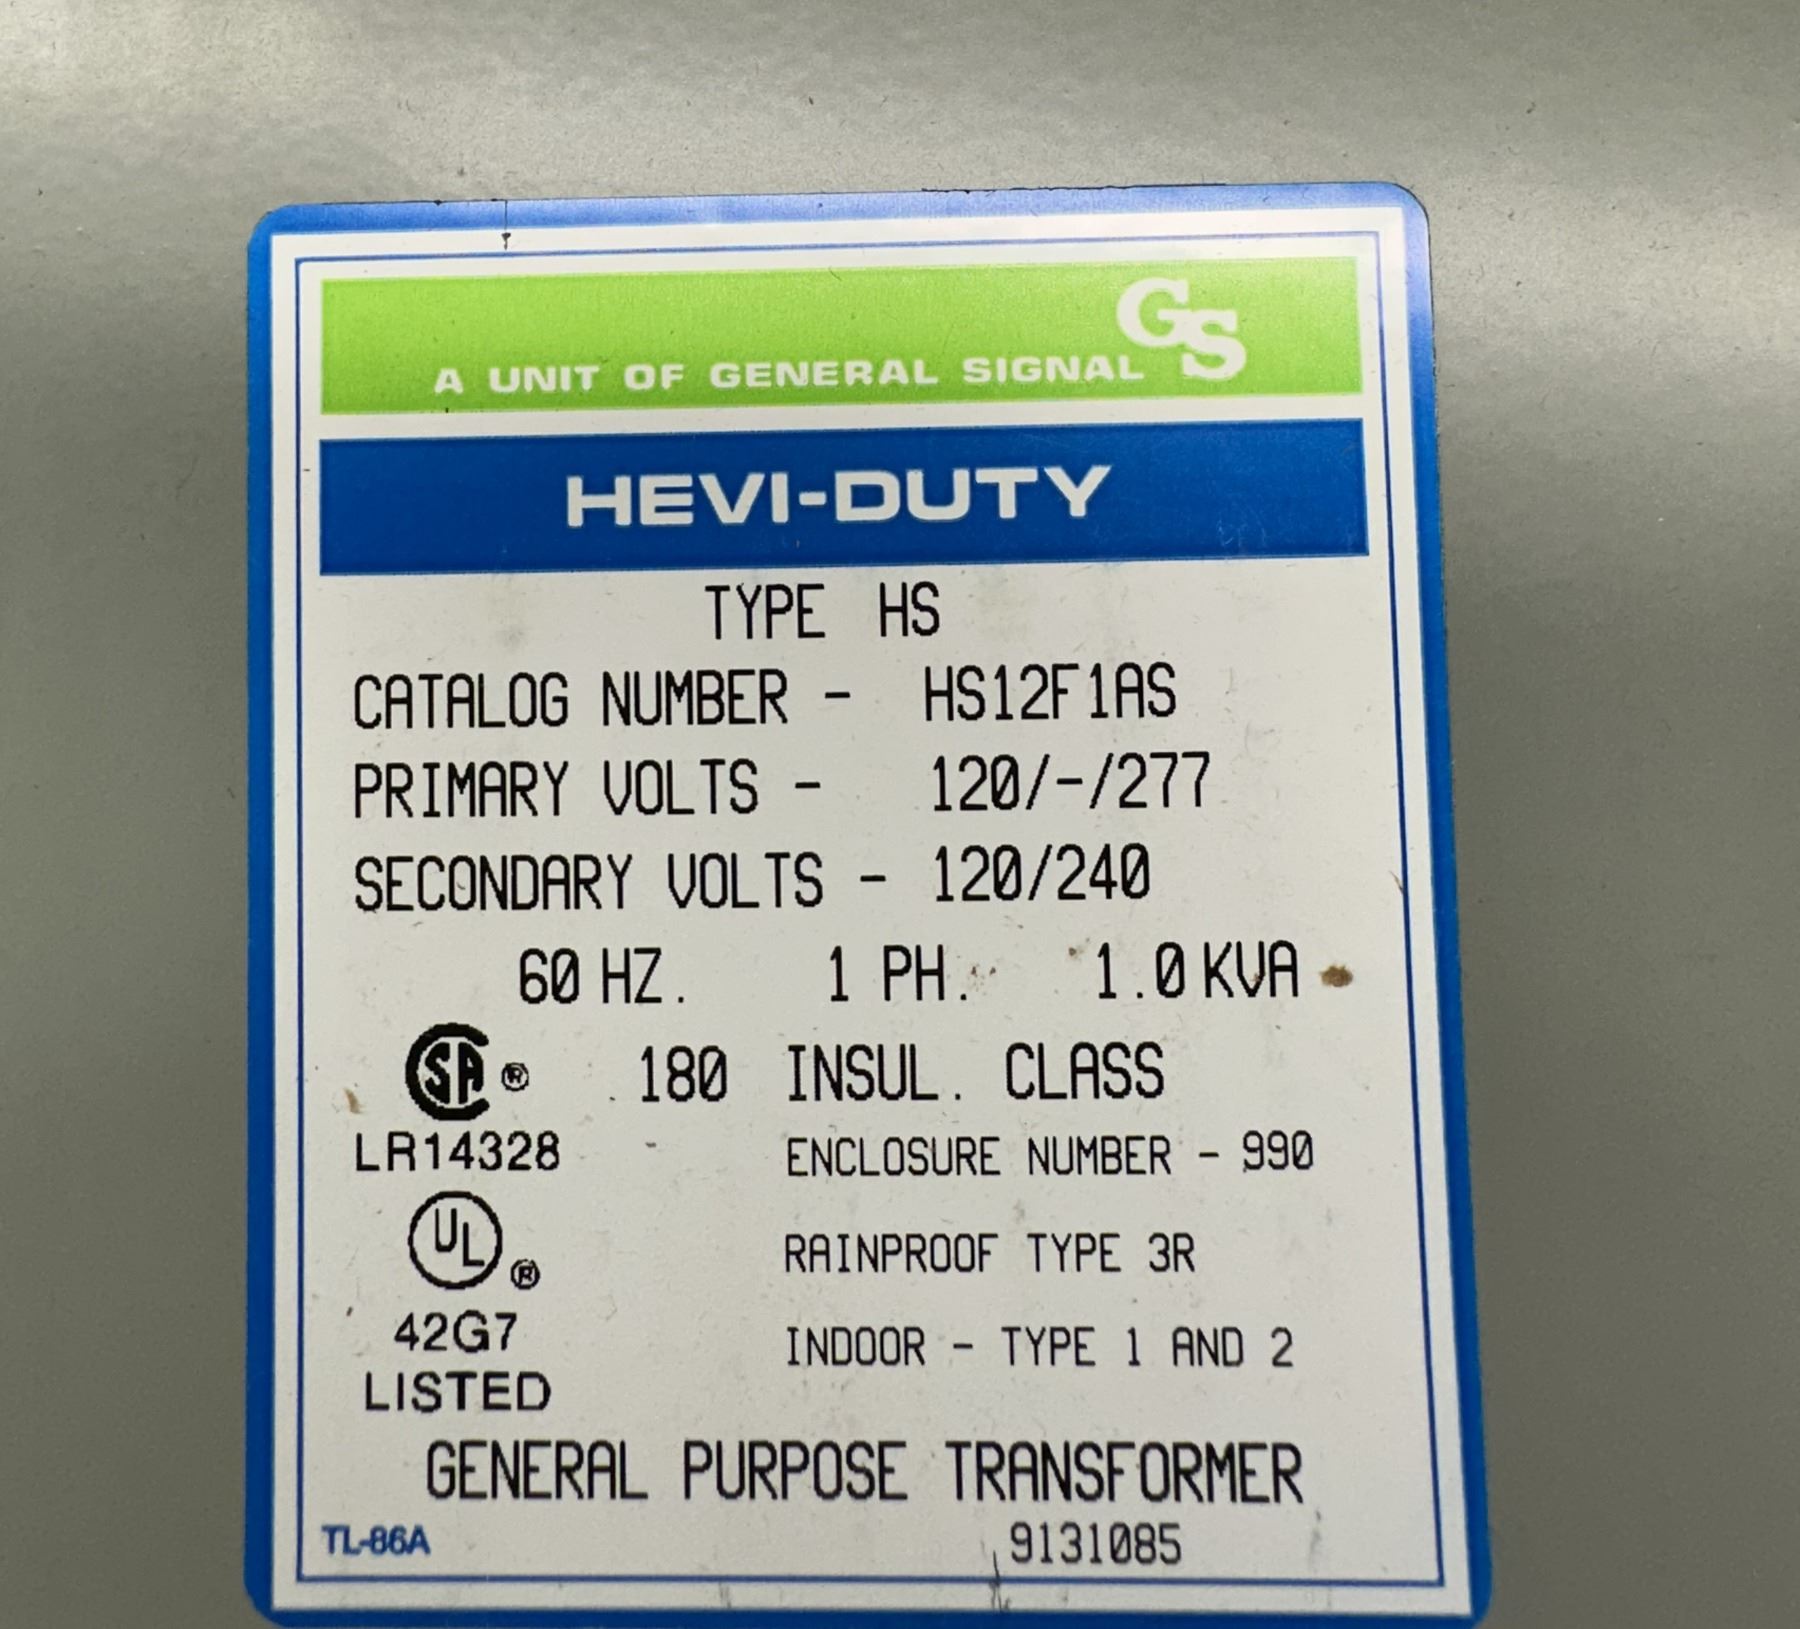 GS
A UNIT OF GENERAL SIGNAL
HEVI-DUTY
TYPE HS
CATALOG NUMBER - HS12F1AS
PRIMARY VOLTS - 120/-/277
SECONDARY VOLTS - 120/240
60 HZ. 1 PH. 1.0 KVA
SA ® 180 INSUL. CLASS
LR14328 ENCLOSURE NUMBER - 990
UL ® RAINPROOF TYPE 3R
42G7 INDOOR - TYPE 1 AND 2
LISTED
GENERAL PURPOSE TRANSFORMER
TL-86A 9131085